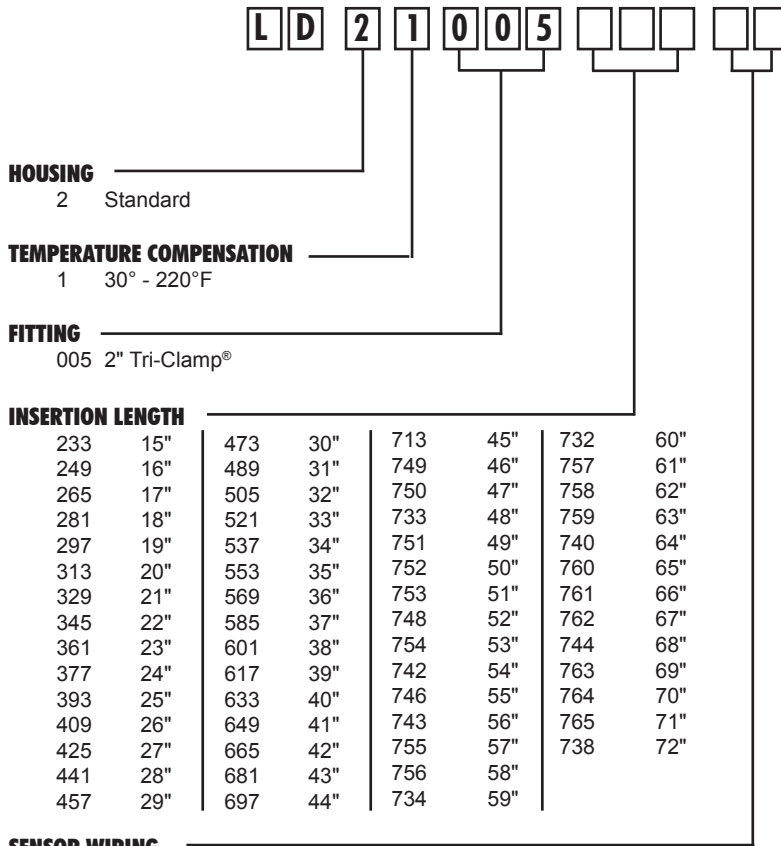 LD 21005
HOUSING
2 Standard
TEMPERATURE COMPENSATION
1 30° - 220°F
FITTING
005 2" Tri-Clamp®
INSERTION LENGTH
233 15" 473 30" 713 45" 732 60"
249 16" 489 31" 749 46" 757 61"
265 17" 505 32" 750 47" 758 62"
281 18" 521 33" 733 48" 759 63"
297 19" 537 34" 751 49" 740 64"
313 20" 553 35" 752 50" 760 65"
329 21" 569 36" 753 51" 761 66"
345 22" 585 37" 748 52" 762 67"
361 23" 601 38" 754 53" 744 68"
377 24" 617 39" 742 54" 763 69"
393 25" 633 40" 746 55" 764 70"
409 26" 649 41" 743 56" 765 71"
425 27" 665 42" 755 57" 738 72"
441 28" 681 43" 756 58"
457 29" 697 44" 734 59"
SENSOR WIRING